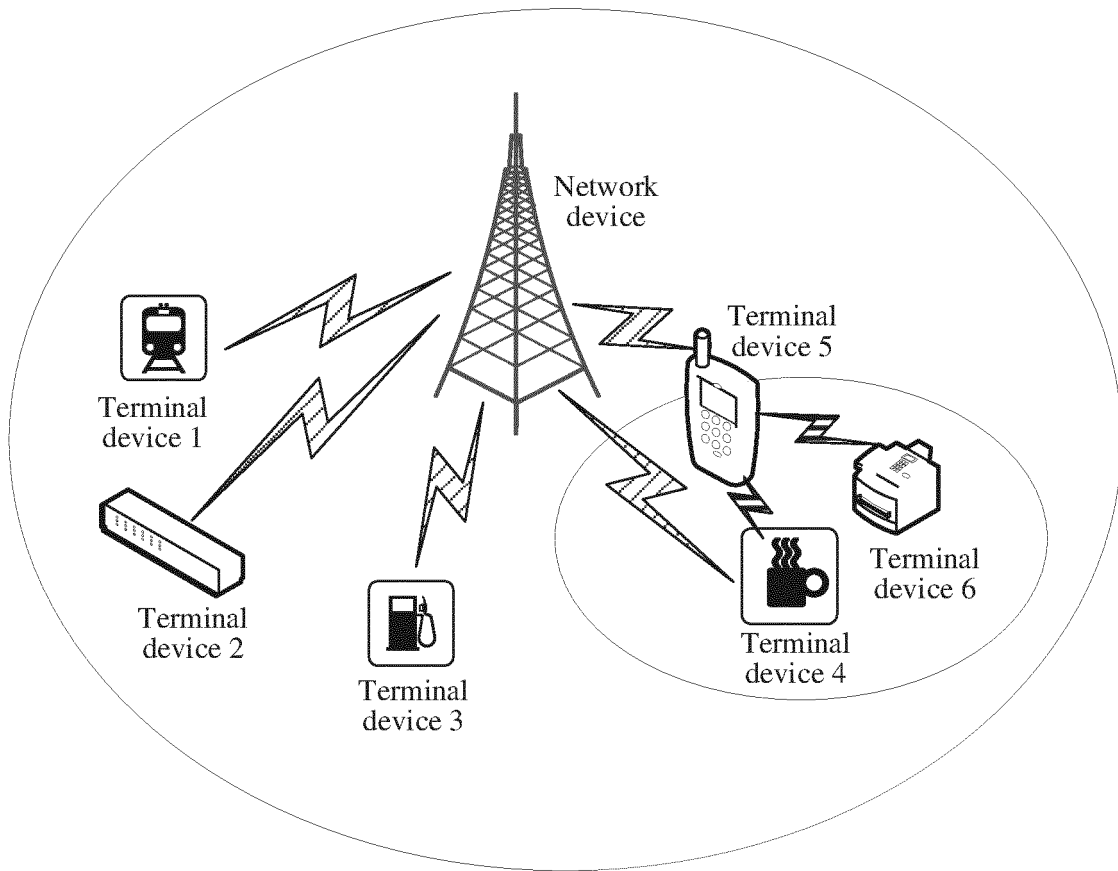 Network
device
Terminal
device 1
Terminal
device 2
Terminal
device 3
Terminal
device 5
Terminal
device 6
Terminal
device 4